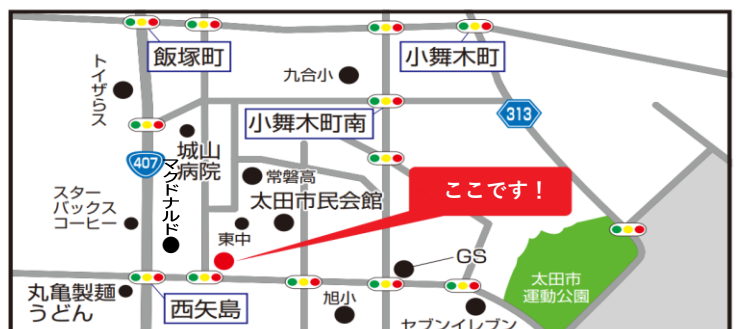 飯塚町
小舞木町
トイザらス
九合小
313
小舞木町南
城山
病院
407
マクドナルド
常磐高
ここです！
太田市民会館
スター
バックス
コーヒー
東中
GS
太田市
運動公園
丸亀製麺
うどん
西矢島
旭小
セブンイレブン